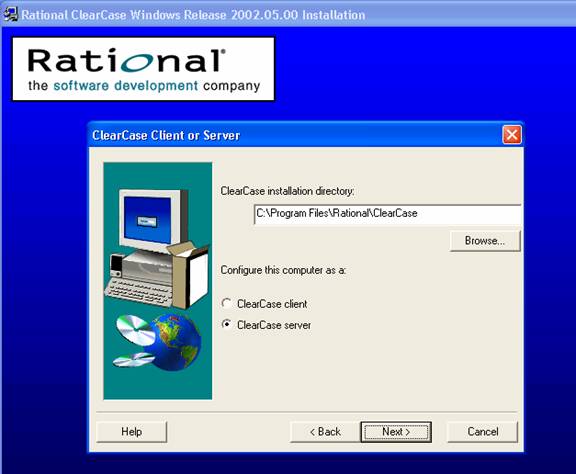 Rational ClearCase Windows Release 2002.05.00 Installation
Rational®
the software development company
ClearCase Client or Server
ClearCase installation directory:
C:\Program Files\Rational\ClearCase
Browse...
Configure this computer as a:
ClearCase client
ClearCase server
Help
< Back
Next >
Cancel